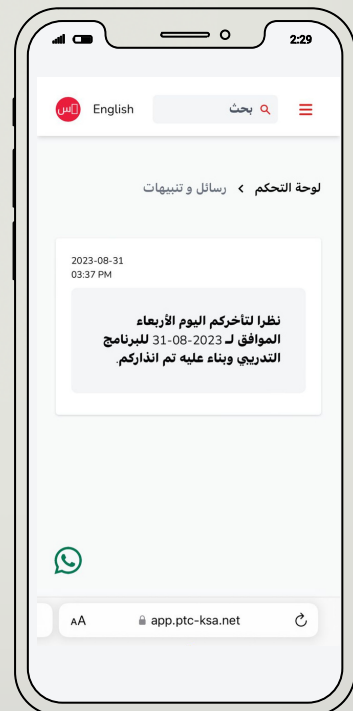 2:29
بحث
English
س
لوحة التحكم › رسائل و تنبيهات
2023-08-31
03:37 PM
نظرا لتأخركم اليوم الأربعاء
الموافق لـ 2023-08-31 للبرنامج
التدريبي وبناء عليه تم انذاركم.
AA app.ptc-ksa.net